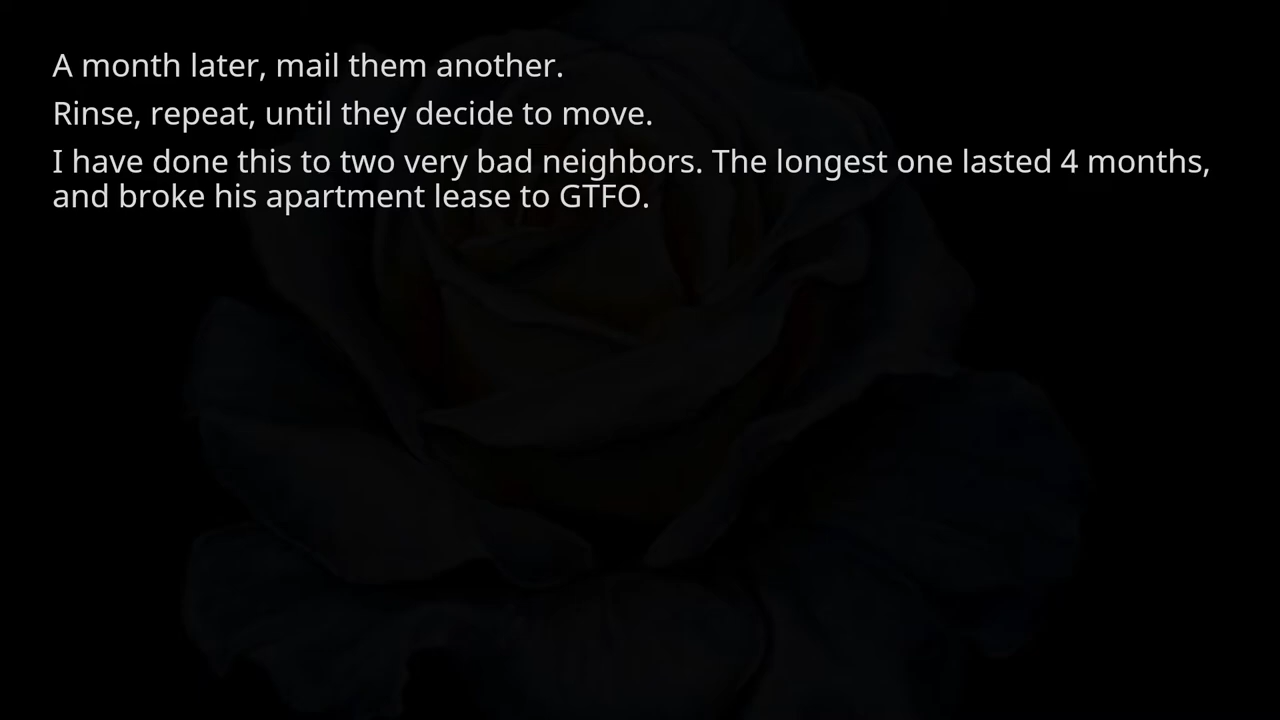 A month later, mail them another.
Rinse, repeat, until they decide to move.
I have done this to two very bad neighbors. The longest one lasted 4 months,
and broke his apartment lease to GTFO.